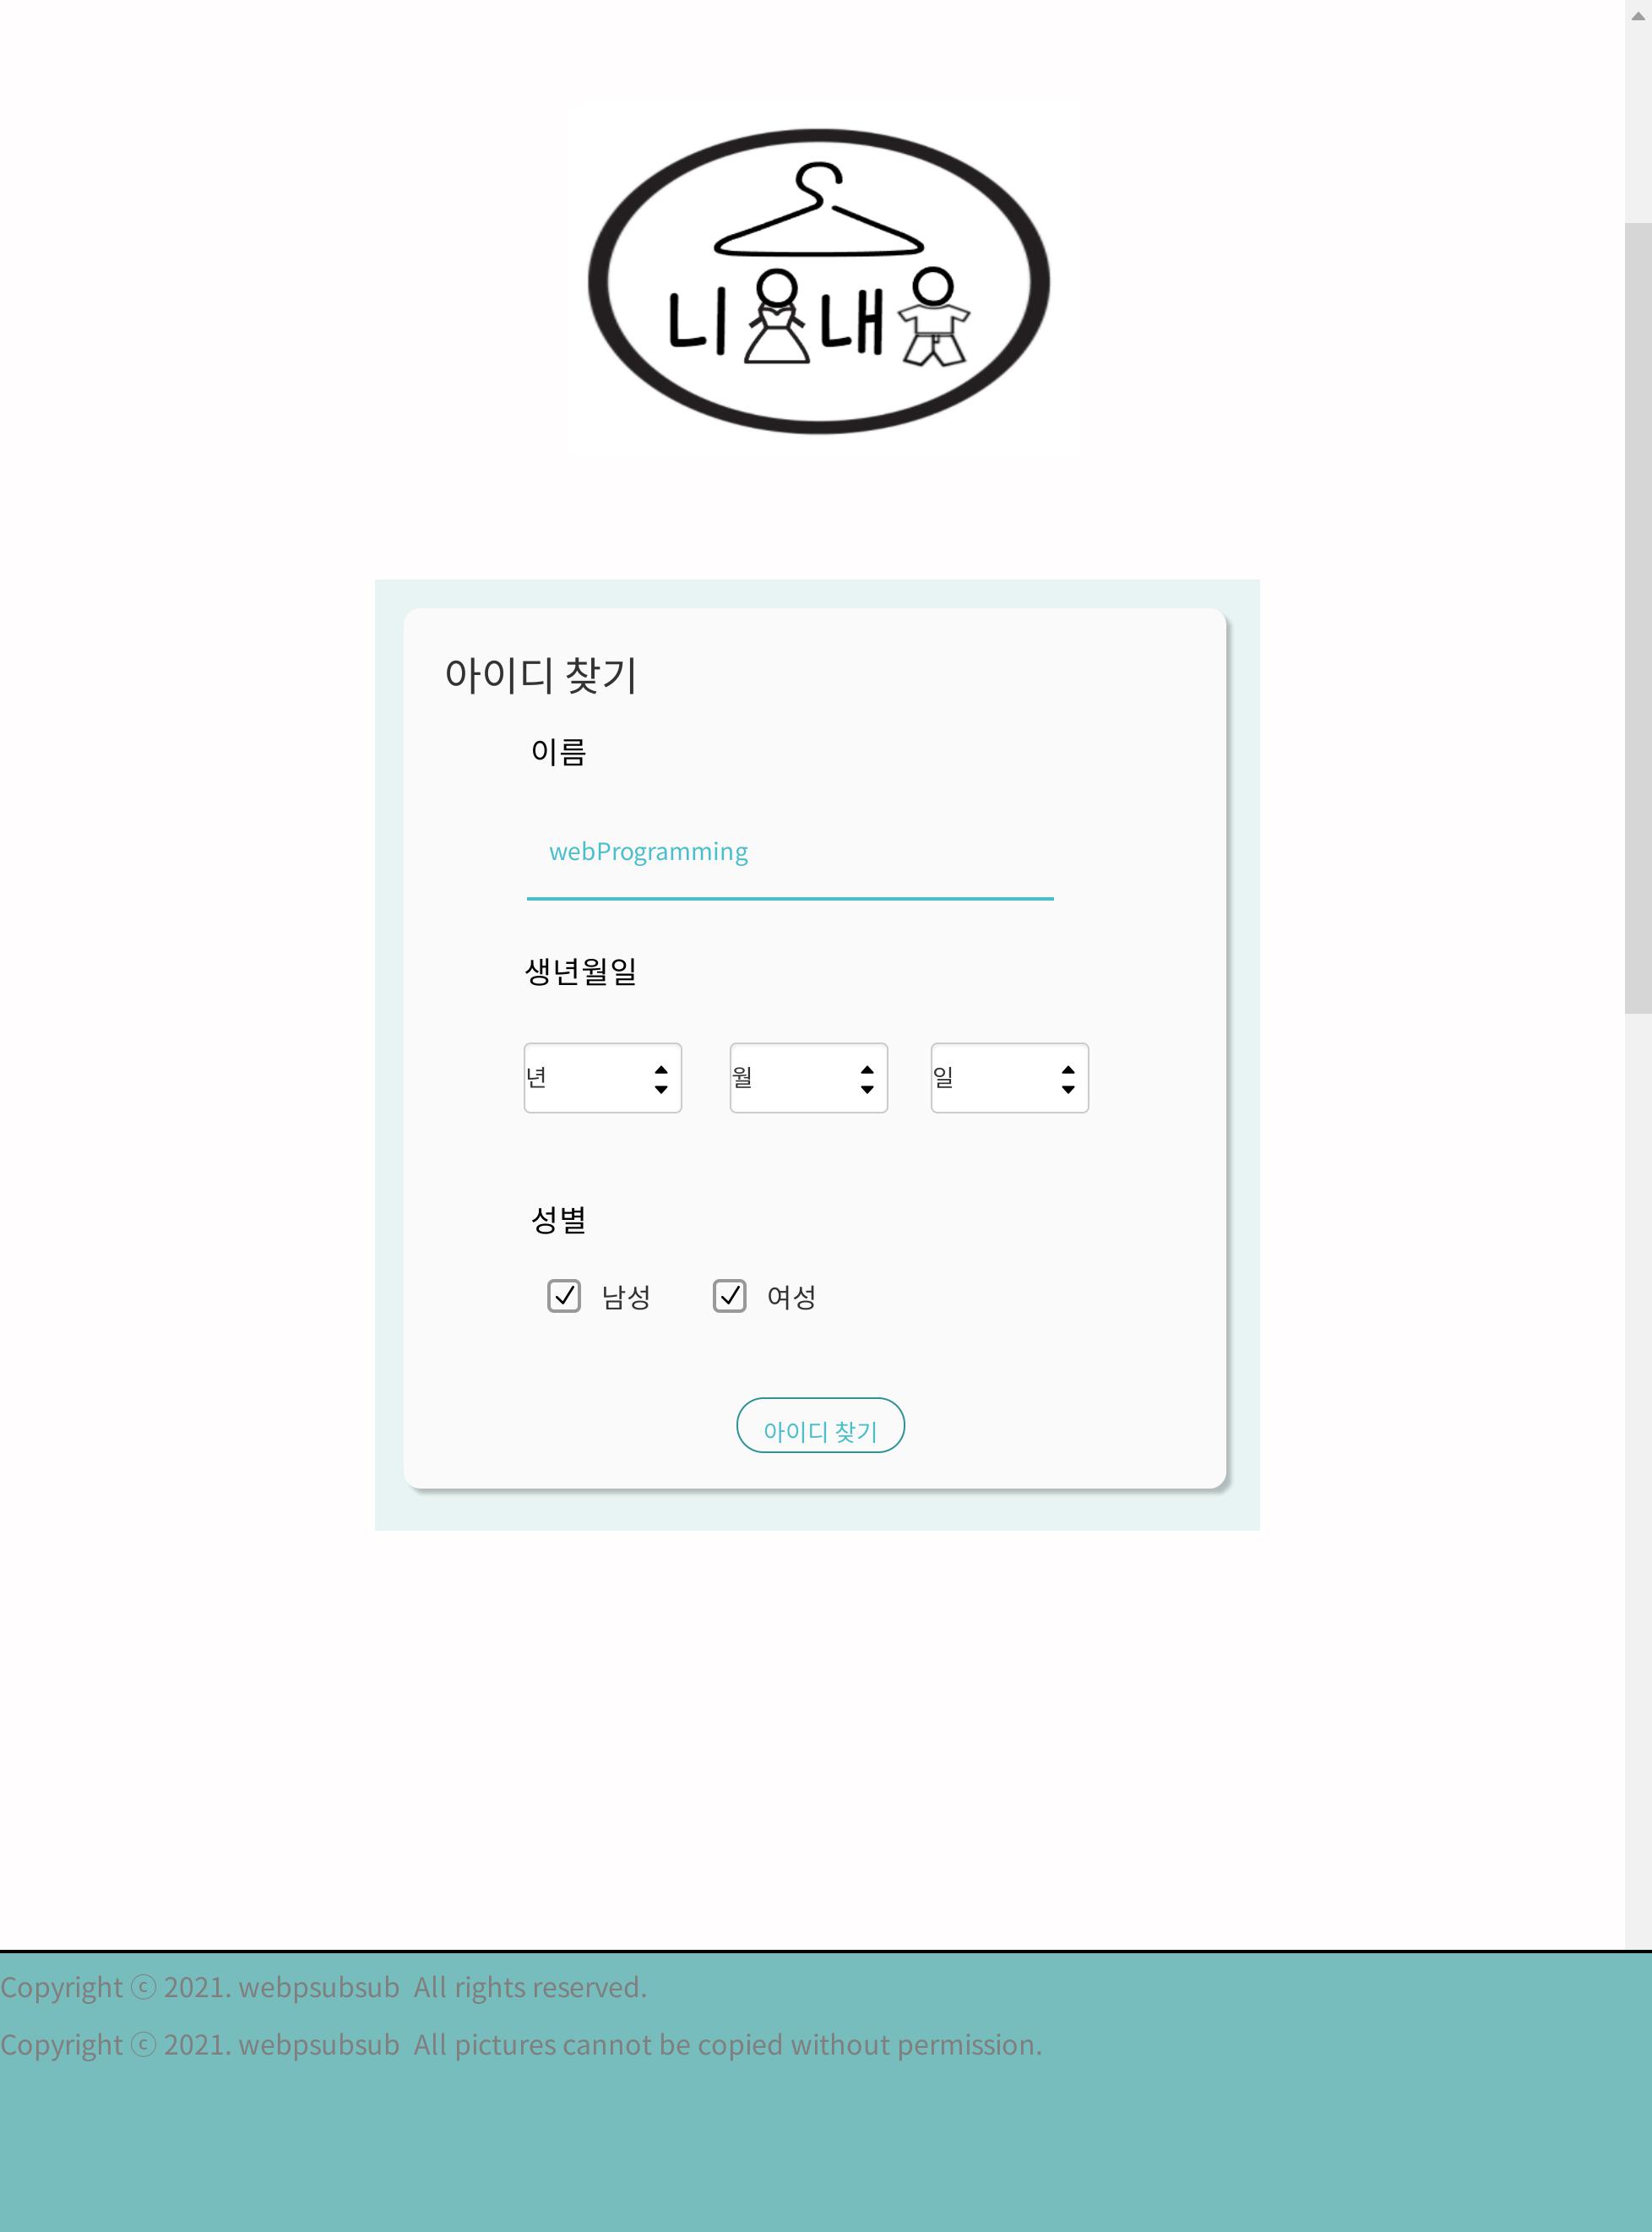 니옷내옷
아이디 찾기
이름
webProgramming
생년월일
년 월 일
성별
남성 여성
아이디 찾기
Copyright ⓒ 2021. webpsubsub All rights reserved.
Copyright ⓒ 2021. webpsubsub All pictures cannot be copied without permission.